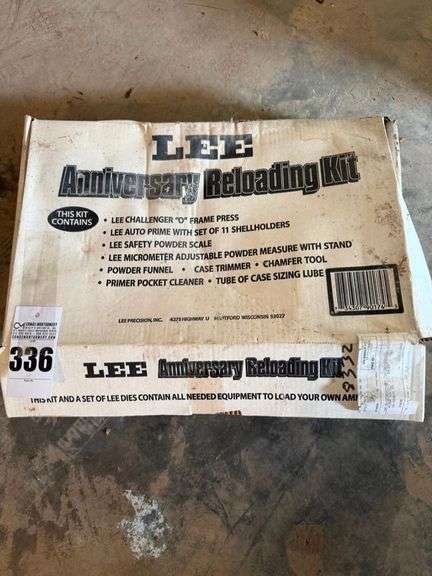 LEE
Anniversary Reloading Kit
THIS KIT CONTAINS
• LEE CHALLENGER "O" FRAME PRESS
• LEE AUTO PRIME WITH SET OF 11 SHELLHOLDERS
• LEE SAFETY POWDER SCALE
• LEE MICROMETER ADJUSTABLE POWDER MEASURE WITH STAND
• POWDER FUNNEL • CASE TRIMMER • CHAMFER TOOL
• PRIMER POCKET CLEANER • TUBE OF CASE SIZING LUBE
LEE PRECISION, INC. 4275 HIGHWAY U HARTFORD WISCONSIN 53027
336
LEE Anniversary Reloading Kit
THIS KIT AND A SET OF LEE DIES CONTAIN ALL NEEDED EQUIPMENT TO LOAD YOUR OWN